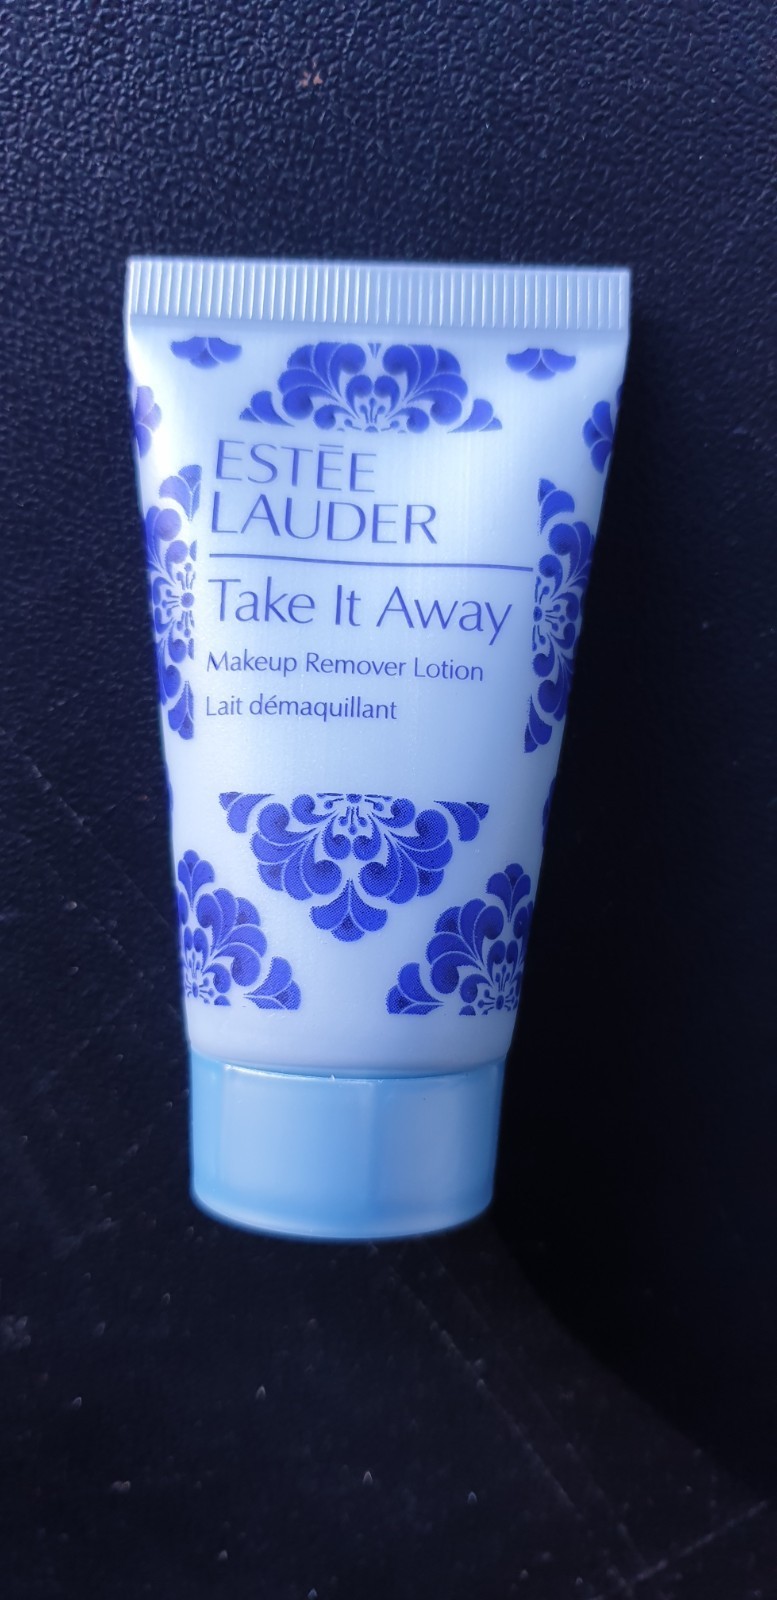 ESTĒE
LAUDER
Take It Away
Makeup Remover Lotion
Lait démaquillant